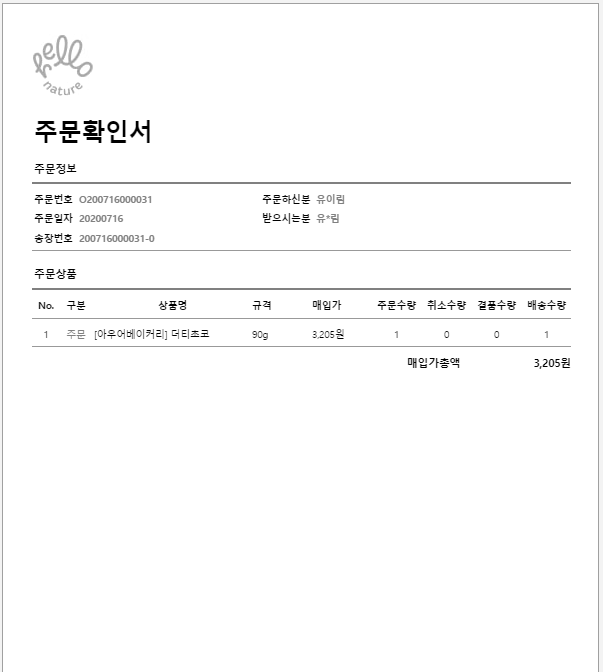 hello
nature
주문확인서
주문정보
주문번호 O200716000031 주문하신분 유이림
주문일자 20200716 받으시는분 유*림
송장번호 200716000031-0
주문상품
No. 구분 상품명 규격 매입가 주문수량 취소수량 결품수량 배송수량
1 주문 [아우어베이커리] 더티초코 90g 3,205원 1 0 0 1
매입가총액 3,205원